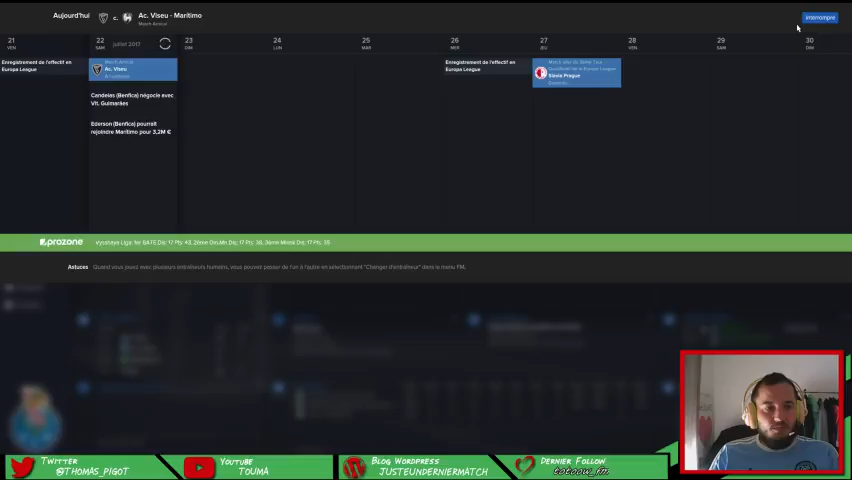 Aujourd'hui
c.
Ac. Viseu - Marítimo
Match Amical
Interrompre
21
VEN
22
SAM
juillet 2017
23
DIM
24
LUN
25
MAR
26
MER
27
JEU
28
VEN
29
SAM
30
DIM
Enregistrement de l'effectif en
Europa League
Match Amical
Ac. Viseu
Candeias (Benfica) négocie avec
Vit. Guimarães
Ederson (Benfica) pourrait
rejoindre Marítimo pour 3,2M €
Enregistrement de l'effectif en
Europa League
Slavia Prague
prozone
Astuces
Quand vous jouez avec plusieurs entraîneurs humains, vous pouvez passer de l'un à l'autre en sélectionnant "Changer d'entraîneur" dans le menu FM.
Twitter
@Thomas_Pigot
Youtube
Touma
Blog Wordpress
justeunderniermatch
Dernier Follow